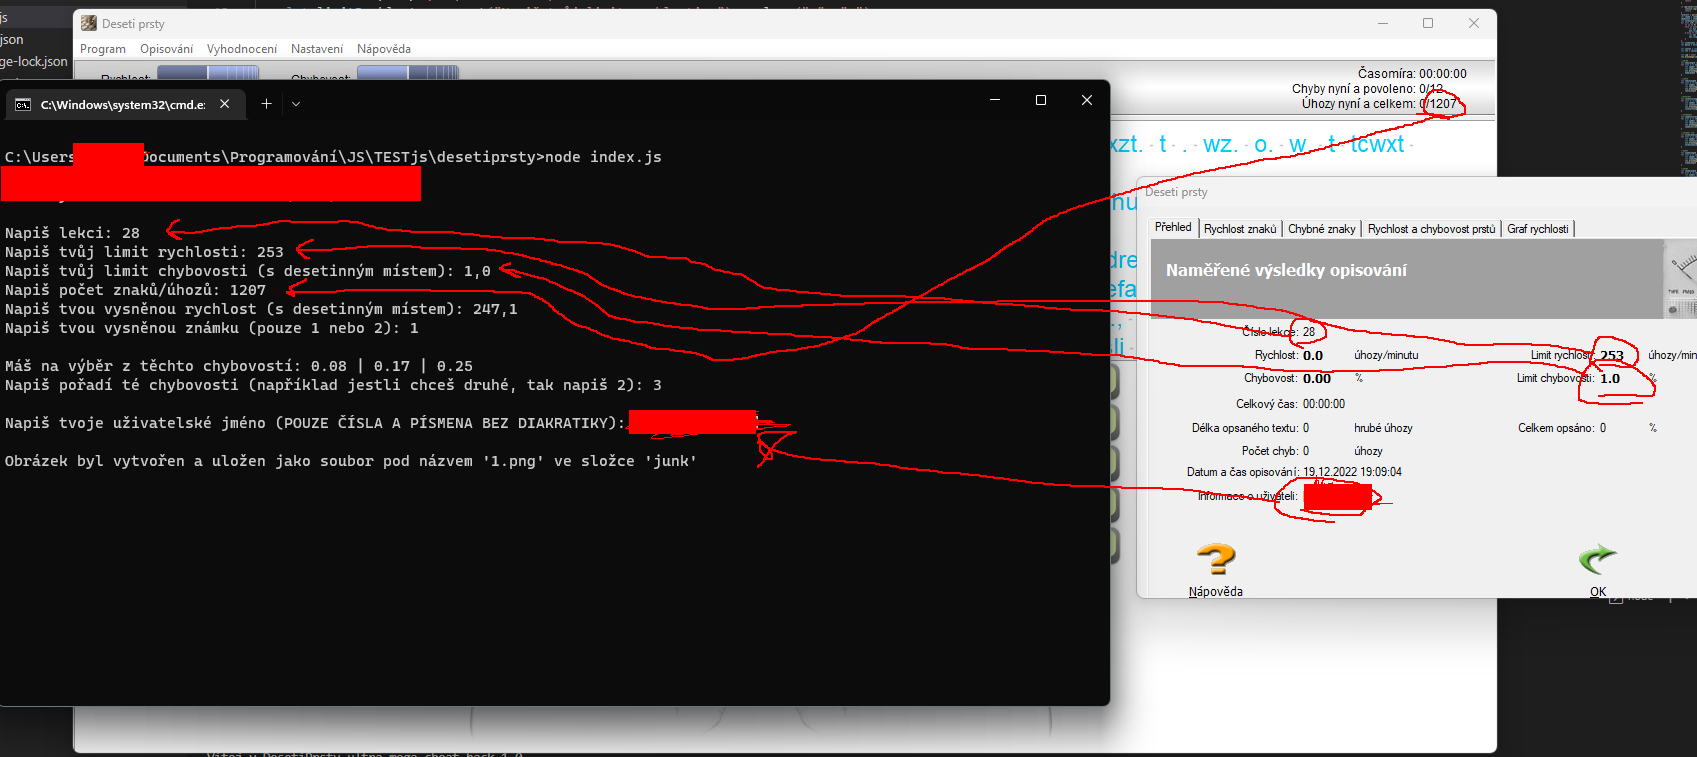 js
json
ge-lock.json
Deseti prsty
Program Opisování Vyhodnocení Nastavení Nápověda
Rychlost: Chybovost:
Časomíra: 00:00:00
Chyby nyní a povoleno: 0/12
Úhozy nyní a celkem: 0/1207
C:\Windows\system32\cmd.e:
C:\Users Documents\Programování\JS\TESTjs\desetiprsty>node index.js
Napiš lekci: 28
Napiš tvůj limit rychlosti: 253
Napiš tvůj limit chybovosti (s desetinným místem): 1,0
Napiš počet znaků/úhozů: 1207
Napiš tvou vysněnou rychlost (s desetinným místem): 247,1
Napiš tvou vysněnou známku (pouze 1 nebo 2): 1
Máš na výběr z těchto chybovostí: 0.08 | 0.17 | 0.25
Napiš pořadí té chybovosti (například jestli chceš druhé, tak napiš 2): 3
Napiš tvoje uživatelské jméno (POUZE ČÍSLA A PÍSMENA BEZ DIAKRATIKY):
Obrázek byl vytvořen a uložen jako soubor pod názvem '1.png' ve složce 'junk'
xzt. t . wz. o. w t tcwxt
Deseti prsty
Přehled Rychlost znaků Chybné znaky Rychlost a chybovost prstů Graf rychlosti
Naměřené výsledky opisování
Číslo lekce: 28
Rychlost: 0.0 úhozy/minutu Limit rychlosti: 253 úhozy/min
Chybovost: 0.00 % Limit chybovosti: 1.0 %
Celkový čas: 00:00:00
Délka opsaného textu: 0 hrubé úhozy Celkem opsáno: 0 %
Počet chyb: 0 úhozy
Datum a čas opisování: 19.12.2022 19:09:04
Informace o uživateli:
Nápověda OK